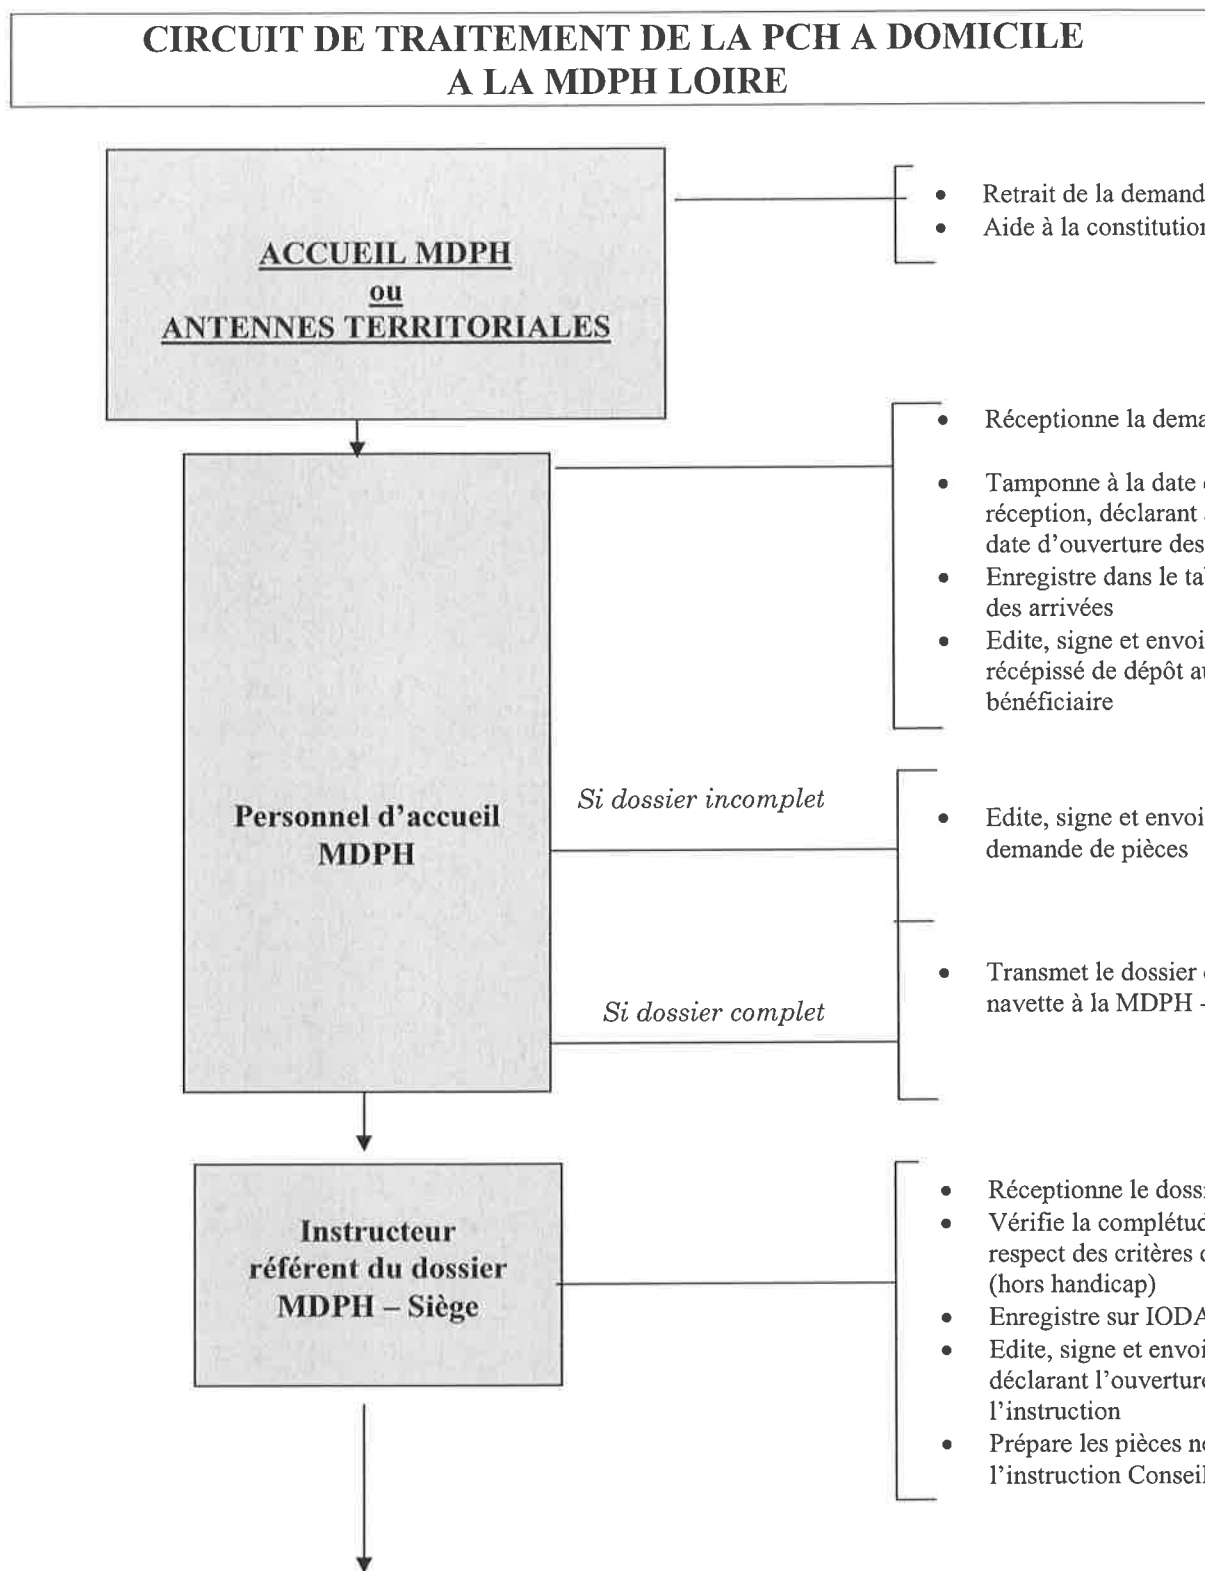 CIRCUIT DE TRAITEMENT DE LA PCH A DOMICILE
A LA MDPH LOIRE
ACCUEIL MDPH
ou
ANTENNES TERRITORIALES
• Retrait de la demand
• Aide à la constitution
Personnel d'accueil
MDPH
• Réceptionne la dema
• Tamponne à la date
réception, déclarant
date d'ouverture des
• Enregistre dans le ta
des arrivées
• Edite, signe et envoi
récépissé de dépôt au
bénéficiaire
Si dossier incomplet
• Edite, signe et envoi
demande de pièces
Si dossier complet
• Transmet le dossier
navette à la MDPH -
Instructeur
référent du dossier
MDPH – Siège
• Réceptionne le dossi
• Vérifie la complétud
respect des critères
(hors handicap)
• Enregistre sur IODA
• Edite, signe et envoi
déclarant l'ouverture
l'instruction
• Prépare les pièces ne
l'instruction Conseil